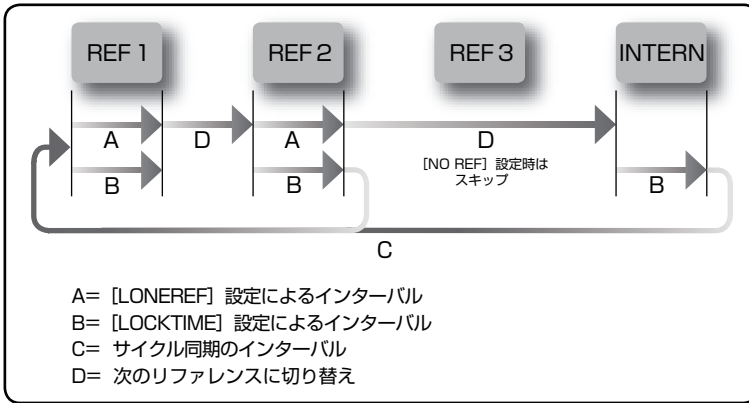 REF 1
REF 2
REF 3
INTERN
A
D
A
D
B
B
[NO REF] 設定時は
スキップ
B
C
A= [LONEREF] 設定によるインターバル
B= [LOCKTIME] 設定によるインターバル
C= サイクル同期のインターバル
D= 次のリファレンスに切り替え